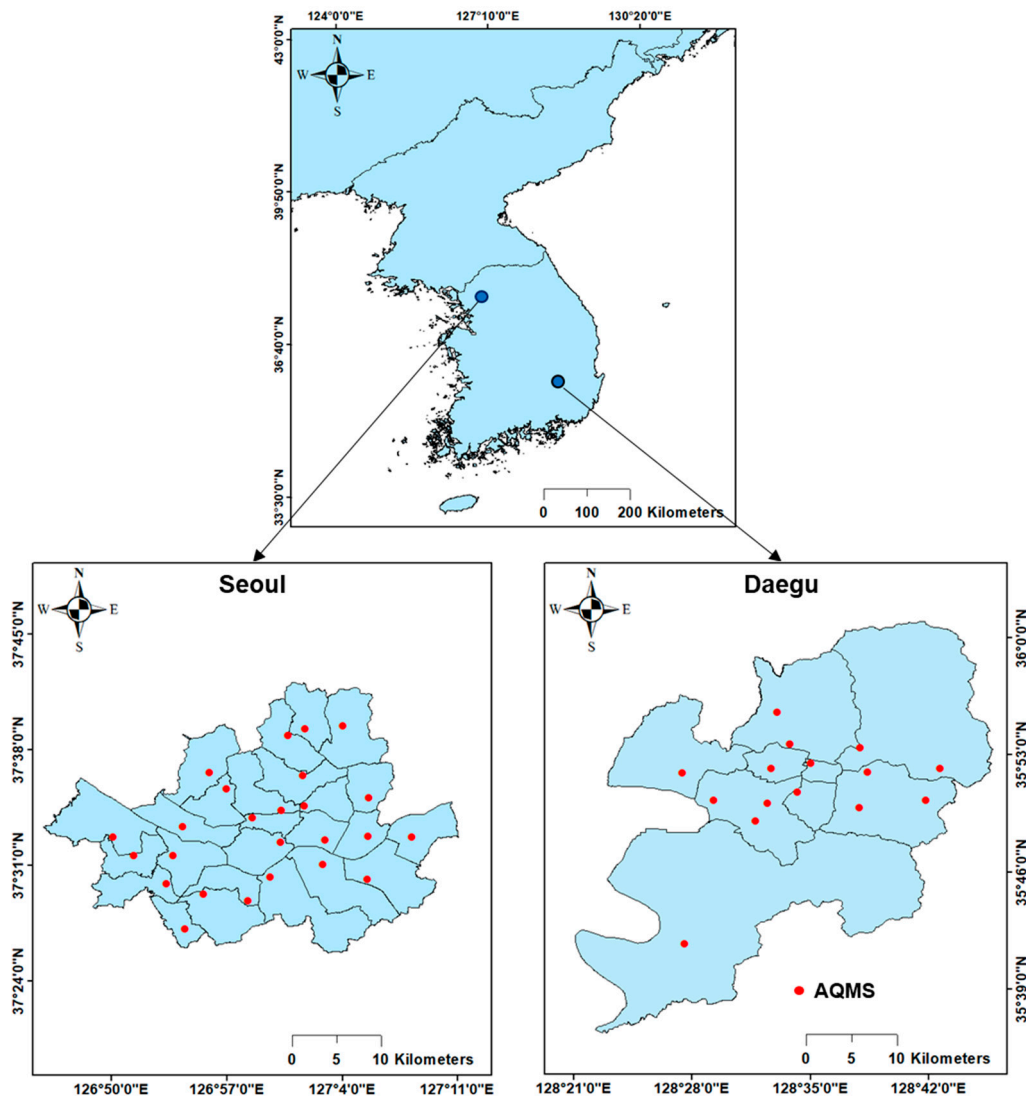 124°0'0"E 127°10'0"E 130°20'0"E
43°0'0"N
39°50'0"N
36°40'0"N
33°30'0"N
N
W E
S
0 100 200 Kilometers
Seoul
N
W E
S
37°45'0"N
37°38'0"N
37°31'0"N
37°24'0"N
0 5 10 Kilometers
126°50'0"E 126°57'0"E 127°4'0"E 127°11'0"E
Daegu
N
W E
S
36°0'0"N
35°53'0"N
35°46'0"N
35°39'0"N
AQMS
0 5 10 Kilometers
128°21'0"E 128°28'0"E 128°35'0"E 128°42'0"E